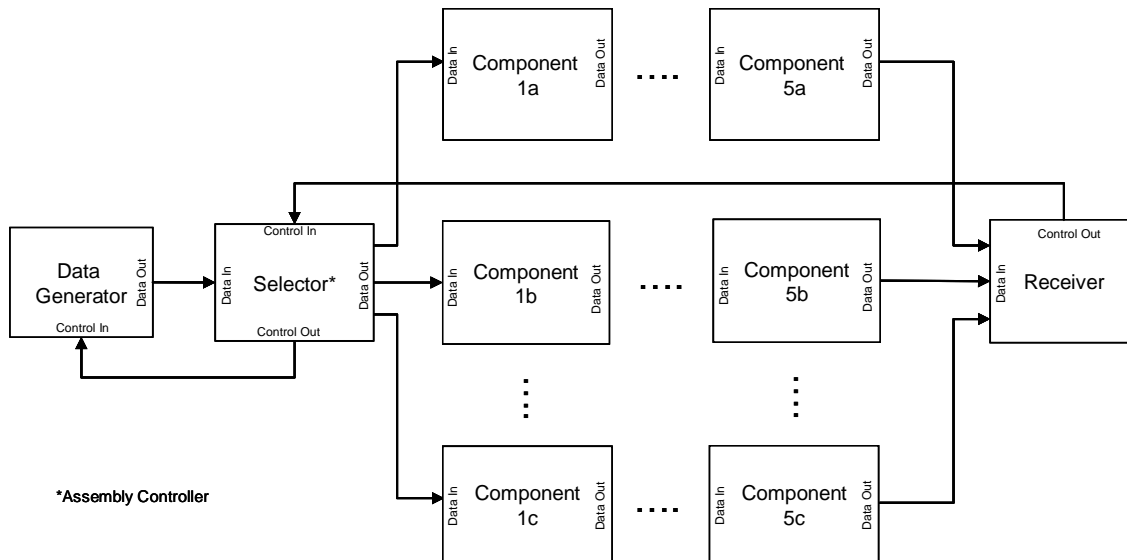 Data In
Component
1a
Data Out
....
Data In
Component
5a
Data Out
Data
Generator
Data Out
Control In
Control In
Data In
Selector*
Data Out
Control Out
Data In
Component
1b
Data Out
....
Data In
Component
5b
Data Out
Control Out
Data In
Receiver
Data In
Component
1c
Data Out
....
Data In
Component
5c
Data Out
*Assembly Controller